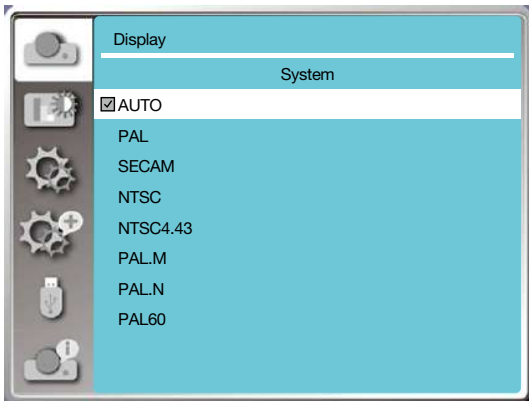 Display
System
AUTO
PAL
SECAM
NTSC
NTSC4.43
PAL.M
PAL.N
PAL60